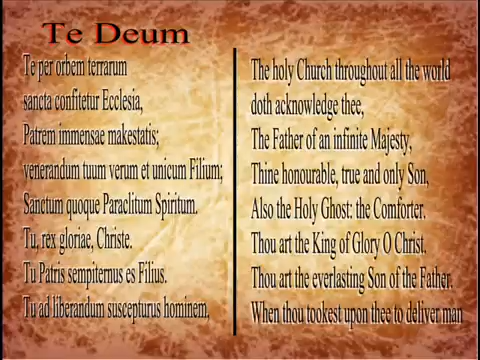 Te Deum
Te per orbem terrarum
sancta confitetur Ecclesia,
Patrem immensae makestatis;
venerandum tuum verum et unicum Filium;
Sanctum quoque Paraclitum Spiritum.
Tu, rex gloriae, Christe.
Tu Patris sempiternus es Filius.
Tu ad liberandum suscepturus hominem,
The holy Church throughout all the world
doth acknowledge thee,
The Father of an infinite Majesty,
Thine honourable, true and only Son,
Also the Holy Ghost: the Comforter.
Thou art the King of Glory O Christ.
Thou art the everlasting Son of the Father.
When thou tookest upon thee to deliver man